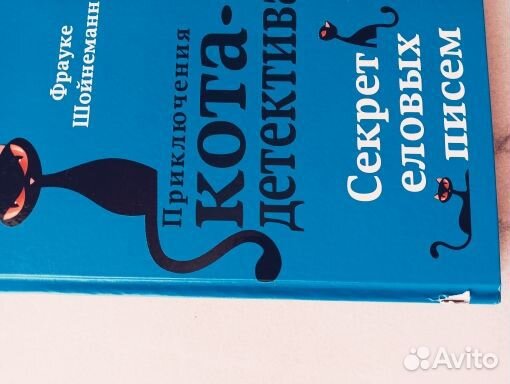 Фрауке
Шойнеманн
Приключения
кота-
детектива
Секрет
еловых
писем
Avito